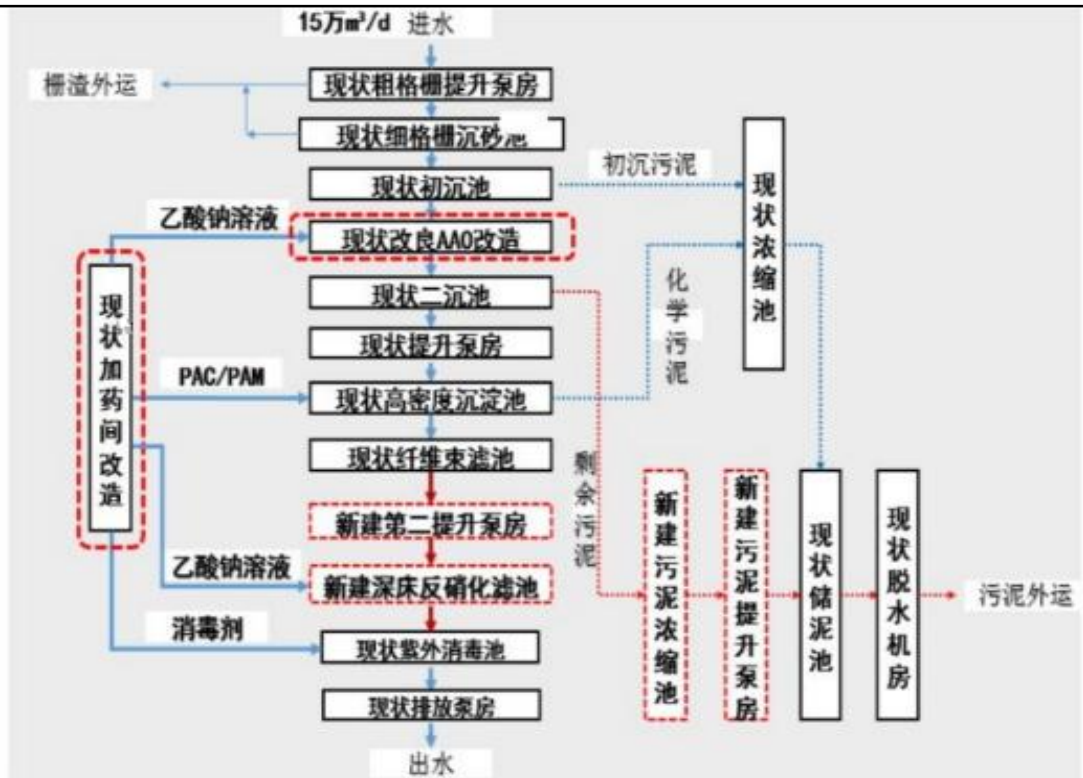 15万m³/d 进水
栅渣外运
现状粗格栅提升泵房
现状细格栅沉砂池
现状初沉池
初沉污泥
现状浓缩池
乙酸钠溶液
现状改良AAO改造
现状二沉池
化学污泥
现状加药间改造
现状提升泵房
PAC/PAM
现状高密度沉淀池
现状纤维束滤池
剩余污泥
新建第二提升泵房
新建污泥浓缩池
新建污泥提升泵房
现状储泥池
现状脱水机房
污泥外运
乙酸钠溶液
新建深床反硝化滤池
消毒剂
现状紫外消毒池
现状排放泵房
出水